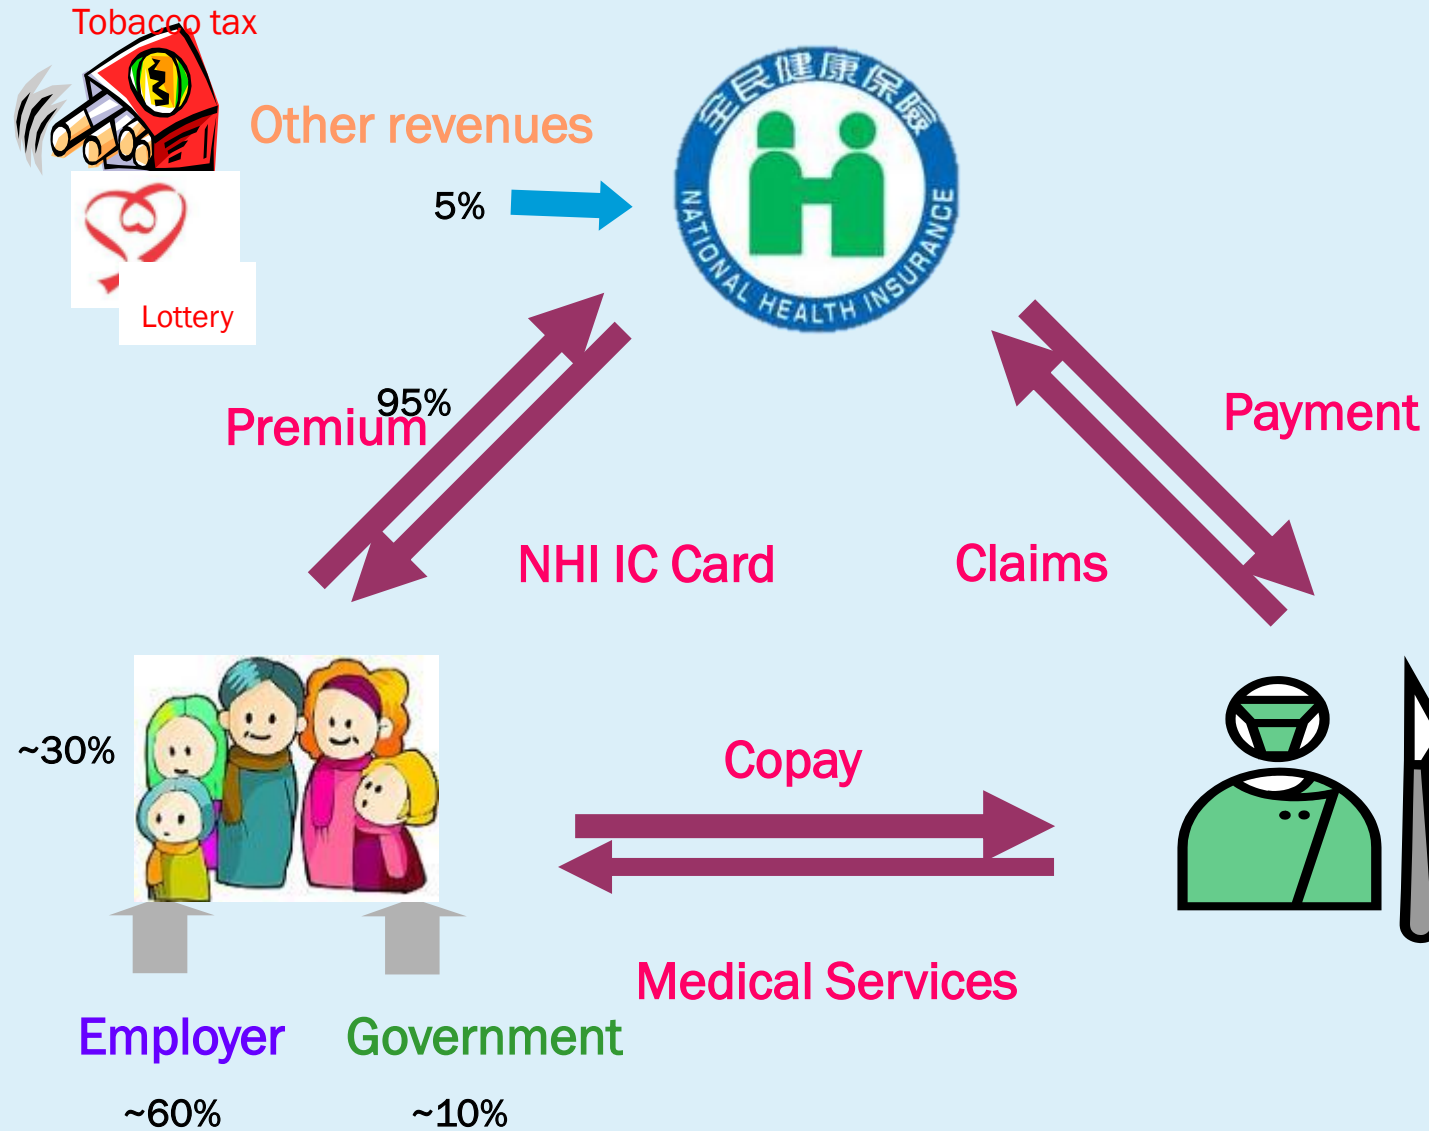 Tobacco tax
Other revenues
5%
Lottery
全民健康保險
NATIONAL HEALTH INSURANCE
95%
Premium
Payment
NHI IC Card
Claims
~30%
Copay
Medical Services
Employer
Government
~60%
~10%